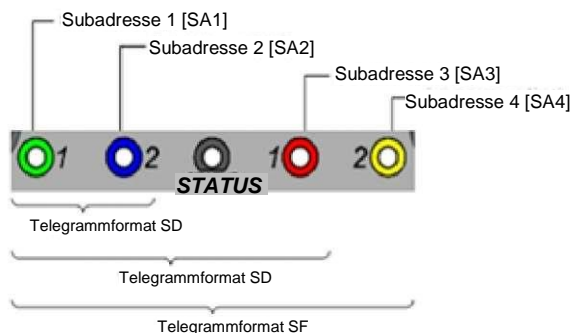 Subadresse 1 [SA1]
Subadresse 2 [SA2]
Subadresse 3 [SA3]
Subadresse 4 [SA4]
1 2 1 2
STATUS
Telegrammformat SD
Telegrammformat SD
Telegrammformat SF